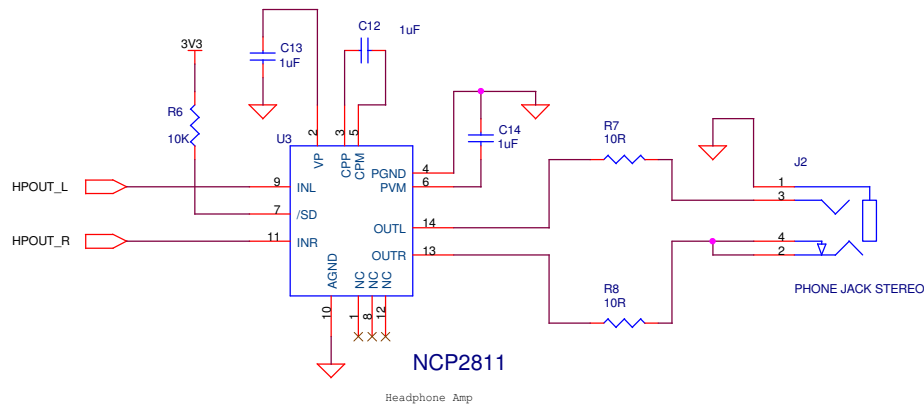 C12 1uF
C13
1uF
3V3
R6
10K
U3
2
3
5
VP
CPP
CPM
C14
1uF
R7
10R
J2
PGND 4
PVM 6
1
3
HPOUT_L
9 INL
7 /SD
HPOUT_R
11 INR
OUTL 14
OUTR 13
4
2
AGND
NC
NC
NC
10
1
8
12
R8
10R
PHONE JACK STEREO
NCP2811
Headphone Amp